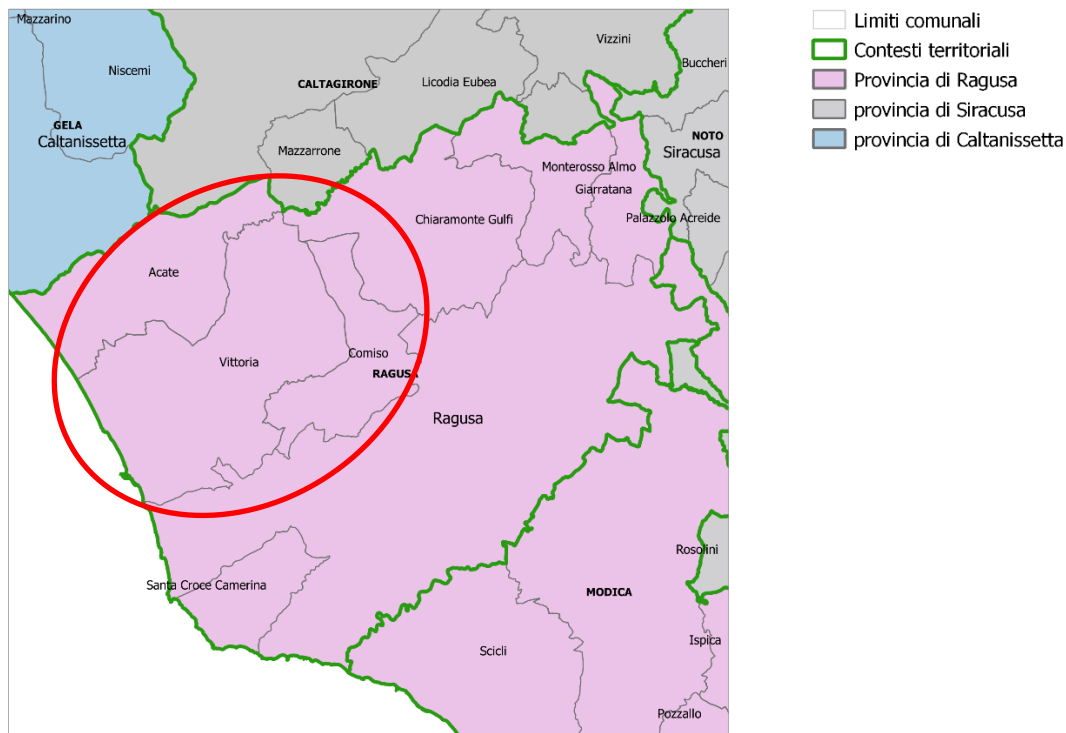 Mazzarino
Niscemi
GELA
Caltanissetta
CALTAGIRONE
Licodia Eubea
Vizzini
Buccheri
NOTO
Siracusa
Mazzarrone
Monterosso Almo
Giarratana
Chiaramonte Gulfi
Palazzolo Acreide
Acate
Vittoria
Comiso
RAGUSA
Ragusa
Santa Croce Camerina
MODICA
Rosolini
Scicli
Ispica
Pozzallo
Limiti comunali
Contesti territoriali
Provincia di Ragusa
provincia di Siracusa
provincia di Caltanissetta